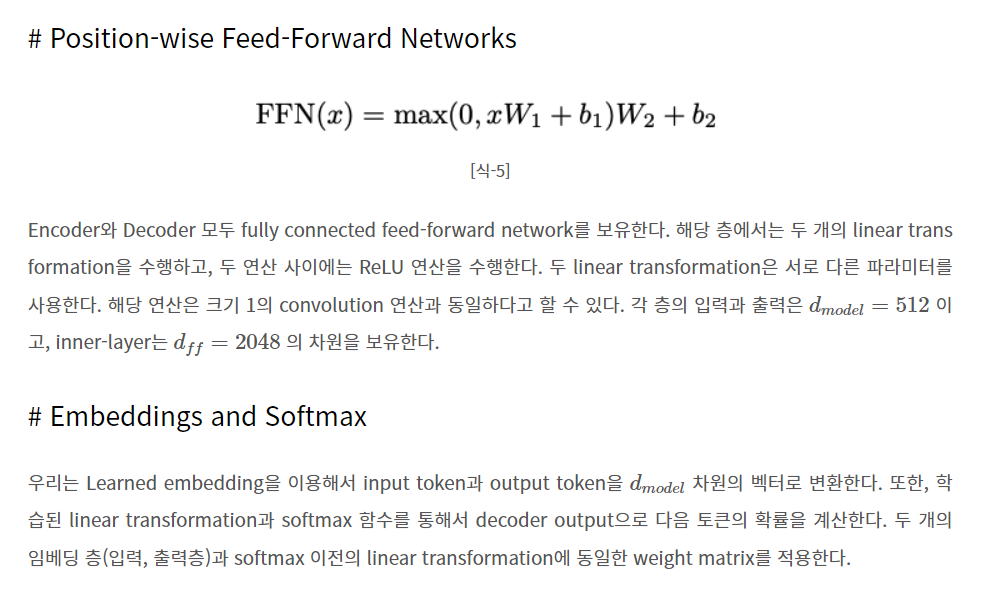 # Position-wise Feed-Forward Networks
FFN(x) = max(0, xW₁ + b₁)W₂ + b₂
[식-5]
Encoder와 Decoder 모두 fully connected feed-forward network를 보유한다. 해당 층에서는 두 개의 linear trans
formation을 수행하고, 두 연산 사이에는 ReLU 연산을 수행한다. 두 linear transformation은 서로 다른 파라미터를
사용한다. 해당 연산은 크기 1의 convolution 연산과 동일하다고 할 수 있다. 각 층의 입력과 출력은 d_{model} = 512 이
고, inner-layer는 d_{ff} = 2048 의 차원을 보유한다.
# Embeddings and Softmax
우리는 Learned embedding을 이용해서 input token과 output token을 d_{model} 차원의 벡터로 변환한다. 또한, 학
습된 linear transformation과 softmax 함수를 통해서 decoder output으로 다음 토큰의 확률을 계산한다. 두 개의
임베딩 층(입력, 출력층)과 softmax 이전의 linear transformation에 동일한 weight matrix를 적용한다.